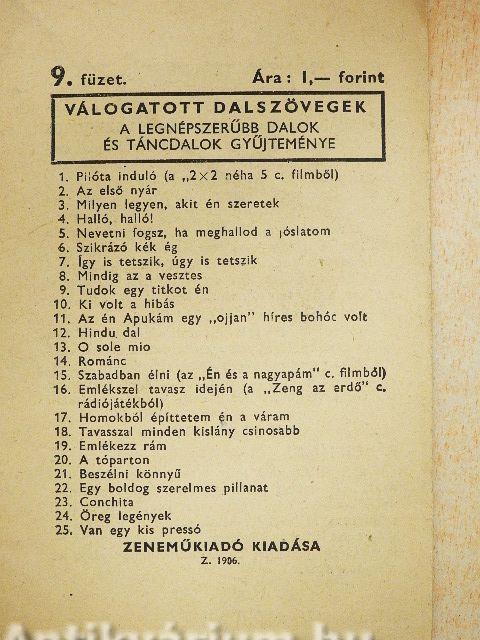 9. füzet. Ára: 1,— forint
VÁLOGATOTT DALSZÖVEGEK
A LEGNÉPSZERŰBB DALOK
ÉS TÁNCDALOK GYŰJTEMÉNYE
1. Pilóta induló (a „2×2 néha 5 c. filmből)
2. Az első nyár
3. Milyen legyen, akit én szeretek
4. Halló, halló!
5. Nevetni fogsz, ha meghallod a jóslatom
6. Szikrázó kék ég
7. Így is tetszik, úgy is tetszik
8. Mindig az a vesztes
9. Tudok egy titkot én
10. Ki volt a hibás
11. Az én Apukám egy „ojjan" híres bohóc volt
12. Hindu dal
13. O sole mio
14. Románc
15. Szabadban élni (az „Én és a nagyapám" c. filmből)
16. Emlékszel tavasz idején (a „Zeng az erdő" c.
rádiójátékból)
17. Homokból építtetem én a váram
18. Tavasszal minden kislány csinosabb
19. Emlékezz rám
20. A tóparton
21. Beszélni könnyű
22. Egy boldog szerelmes pillanat
23. Conchita
24. Öreg legények
25. Van egy kis pressó
ZENEMŰKIADÓ KIADÁSA
Z. 1906.
Antikvárium.hu